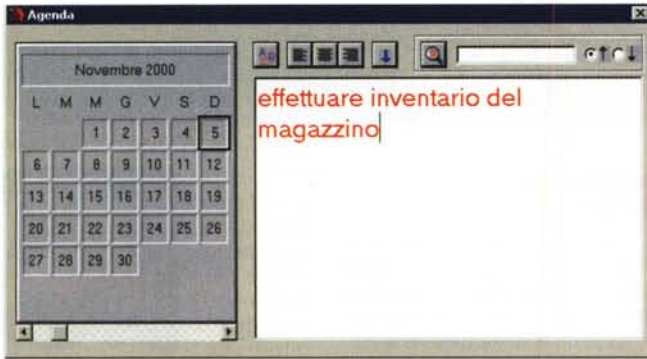 Agenda
Novembre 2000
L M M G V S D
1 2 3 4 5
6 7 8 9 10 11 12
13 14 15 16 17 18 19
20 21 22 23 24 25 26
27 28 29 30
effettuare inventario del
magazzino